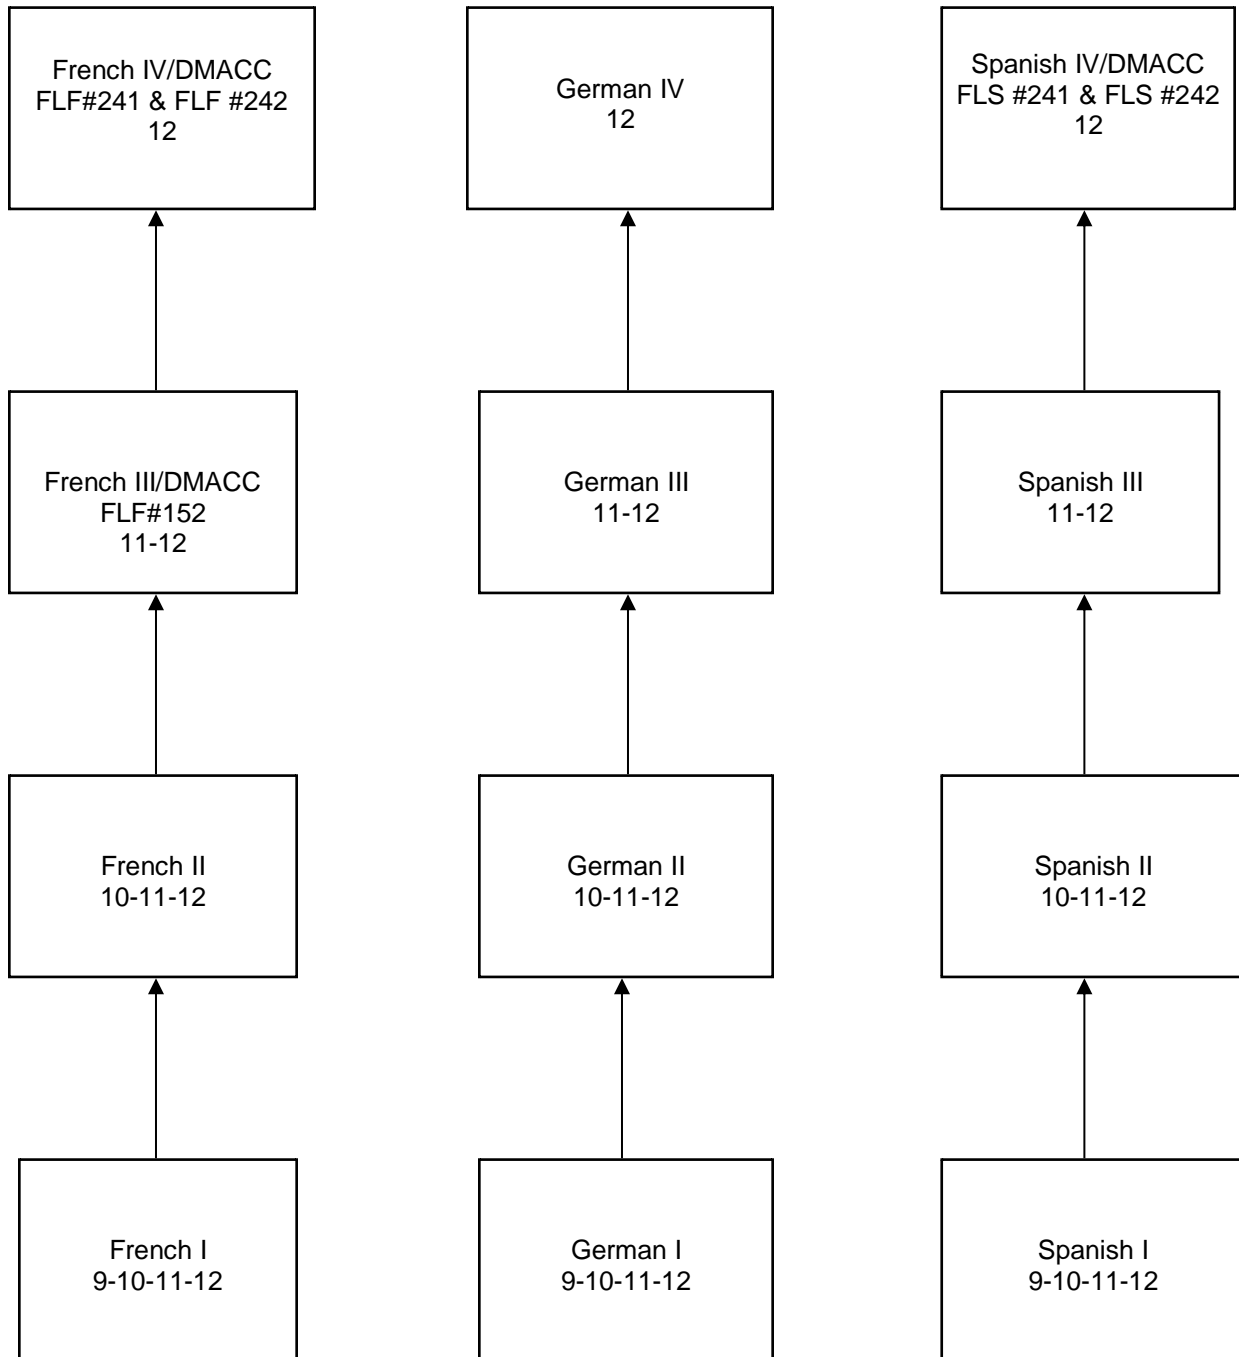 French IV/DMACC
FLF#241 & FLF #242
12
German IV
12
Spanish IV/DMACC
FLS #241 & FLS #242
12
French III/DMACC
FLF#152
11-12
German III
11-12
Spanish III
11-12
French II
10-11-12
German II
10-11-12
Spanish II
10-11-12
French I
9-10-11-12
German I
9-10-11-12
Spanish I
9-10-11-12